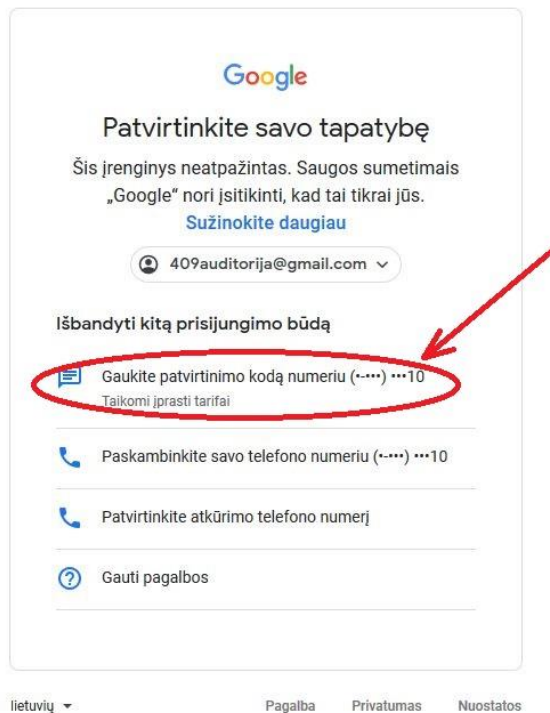 Google
Patvirtinkite savo tapatybę
Šis įrenginys neatpažintas. Saugos sumetimais
„Google“ nori įsitikinti, kad tai tikrai jūs.
Sužinokite daugiau
409auditorija@gmail.com
Išbandyti kitą prisijungimo būdą
Gaukite patvirtinimo kodą numeriu (•-•••) •••10
Taikomi įprasti tarifai
Paskambinkite savo telefono numeriu (•-•••) •••10
Patvirtinkite atkūrimo telefono numerį
Gauti pagalbos
lietuvių Pagalba Privatumas Nuostatos